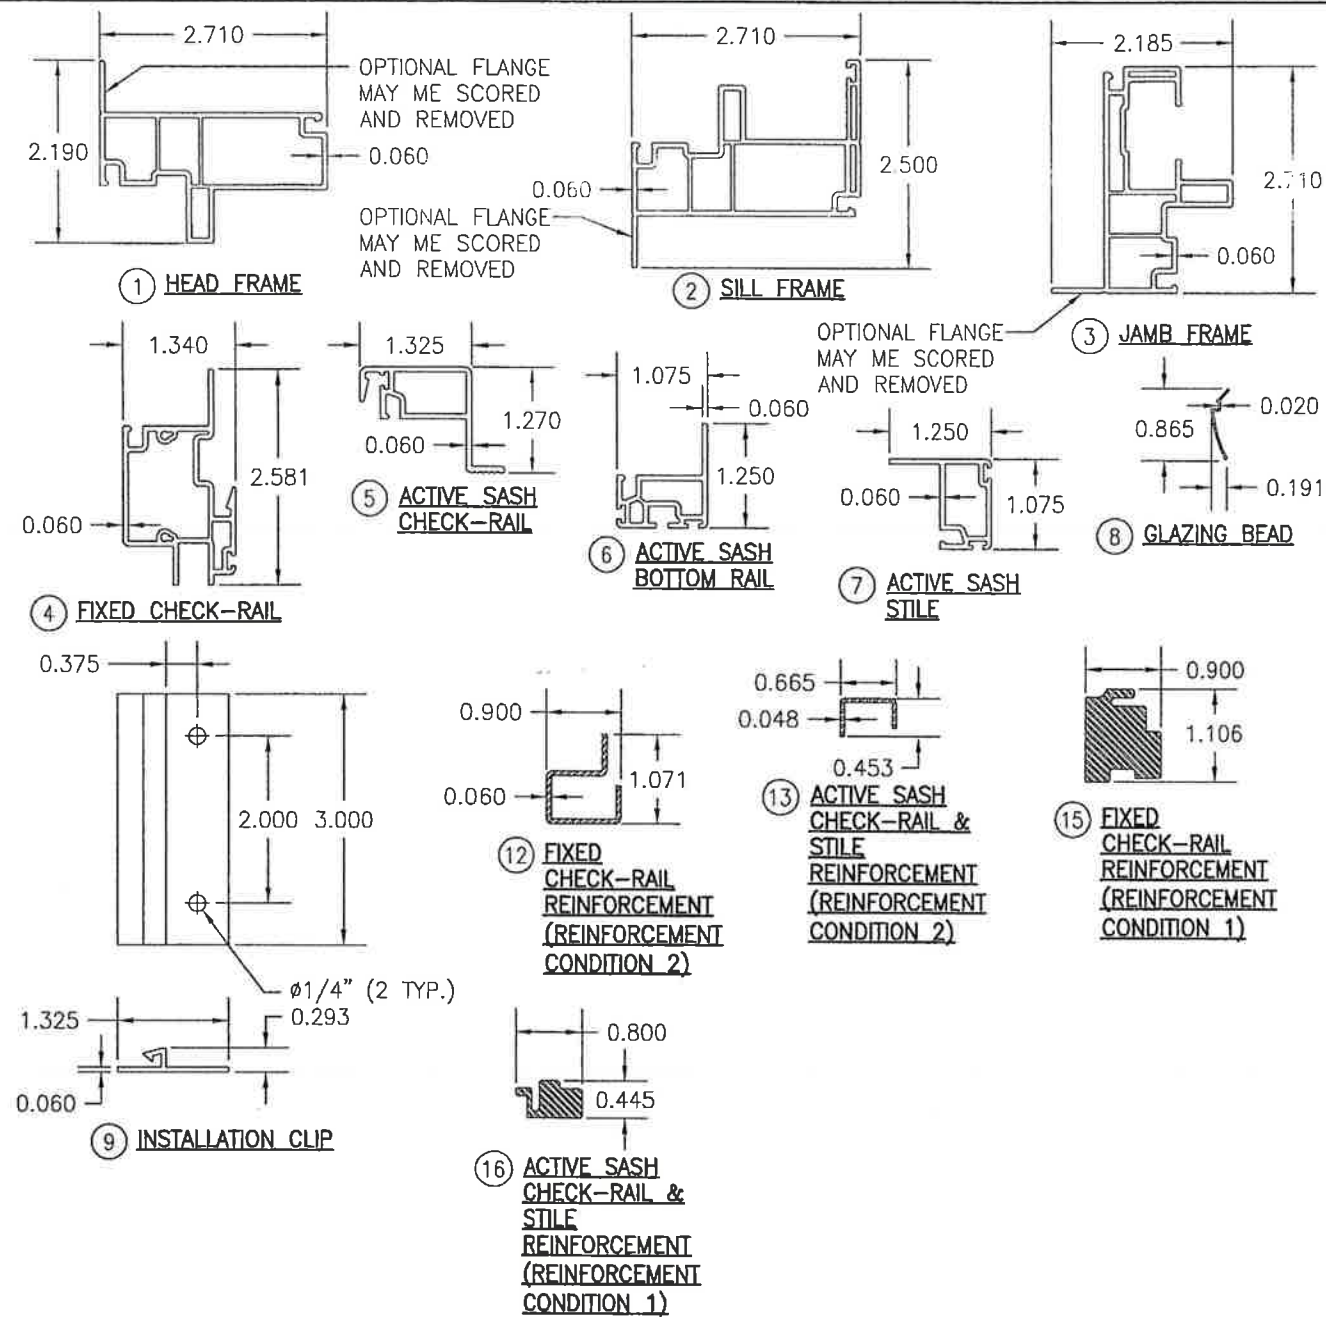 2.710
2.190
OPTIONAL FLANGE
MAY ME SCORED
AND REMOVED
0.060
1 HEAD FRAME
2.710
2.500
0.060
OPTIONAL FLANGE
MAY ME SCORED
AND REMOVED
2 SILL FRAME
2.185
2.710
0.060
OPTIONAL FLANGE
MAY ME SCORED
AND REMOVED
3 JAMB FRAME
1.340
2.581
0.060
4 FIXED CHECK-RAIL
1.325
1.270
0.060
5 ACTIVE SASH
CHECK-RAIL
1.075
0.060
1.250
6 ACTIVE SASH
BOTTOM RAIL
1.250
0.060
1.075
7 ACTIVE SASH
STILE
0.020
0.865
0.191
8 GLAZING BEAD
0.375
2.000 3.000
ø1/4" (2 TYP.)
1.325
0.293
0.060
9 INSTALLATION CLIP
0.900
0.060
1.071
12 FIXED
CHECK-RAIL
REINFORCEMENT
(REINFORCEMENT
CONDITION 2)
0.665
0.048
0.453
13 ACTIVE SASH
CHECK-RAIL &
STILE
REINFORCEMENT
(REINFORCEMENT
CONDITION 2)
0.900
1.106
15 FIXED
CHECK-RAIL
REINFORCEMENT
(REINFORCEMENT
CONDITION 1)
0.800
0.445
16 ACTIVE SASH
CHECK-RAIL &
STILE
REINFORCEMENT
(REINFORCEMENT
CONDITION 1)